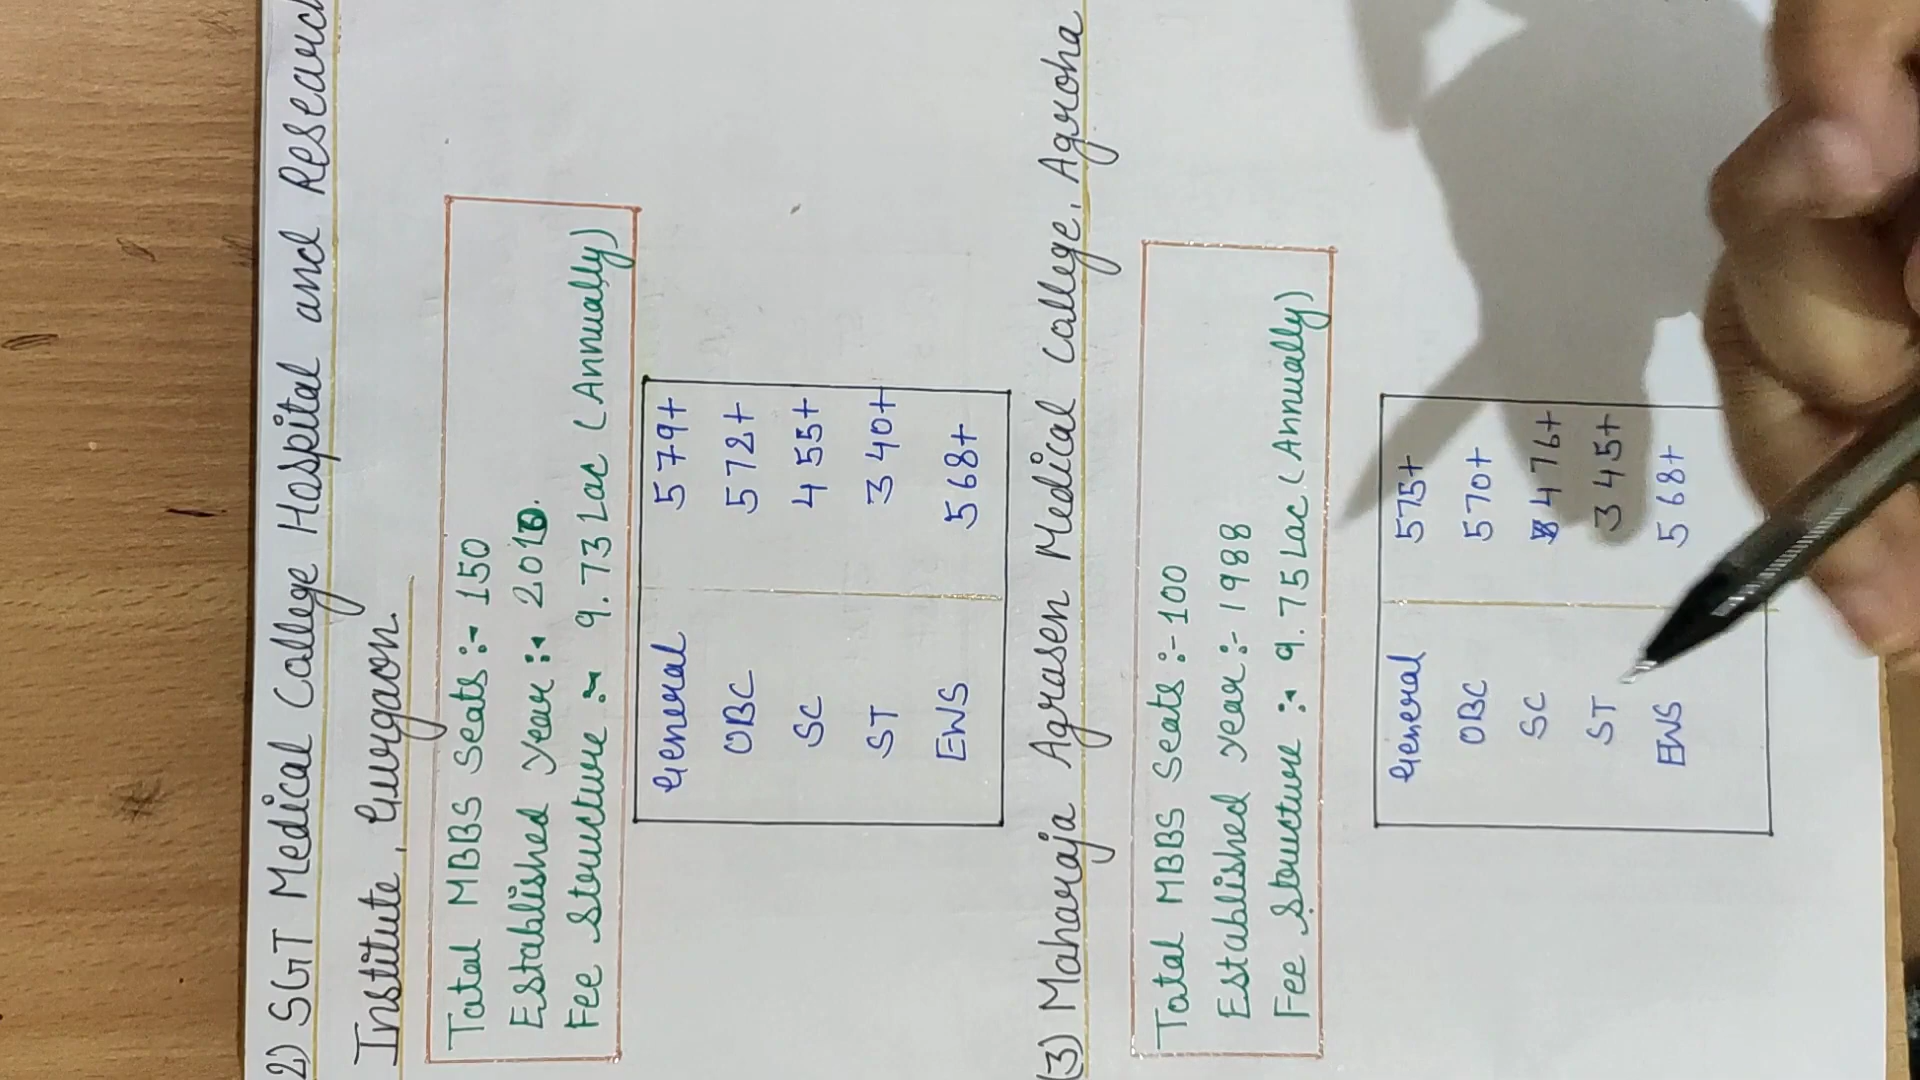 2) SGT Medical College Hospital and Research
Institute, Gurgaon.
Total MBBS Seats :- 150
Established year :- 2010.
Fee Structure :- 9.73 Lac (Annually)
General 579+
OBC 572+
SC 455+
ST 340+
EWS 568+
(3) Maharaja Agrasen Medical College, Agroha
Total MBBS Seats :- 100
Established year :- 1988
Fee Structure :- 9.75 Lac (Annually)
General 575+
OBC 570+
SC 476+
ST 345+
EWS 568+